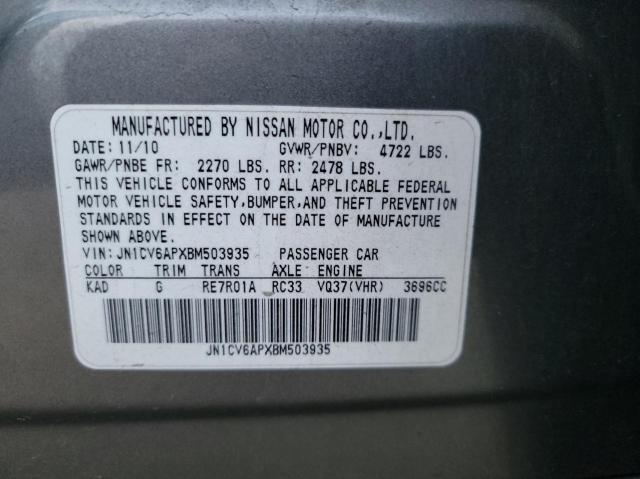 MANUFACTURED BY NISSAN MOTOR CO.,LTD.
DATE: 11/10 GVWR/PNBV: 4722 LBS.
GAWR/PNBE FR: 2270 LBS. RR: 2478 LBS.
THIS VEHICLE CONFORMS TO ALL APPLICABLE FEDERAL
MOTOR VEHICLE SAFETY,BUMPER,AND THEFT PREVENTION
STANDARDS IN EFFECT ON THE DATE OF MANUFACTURE
SHOWN ABOVE.
VIN: JN1CV6APXBM503935 PASSENGER CAR
COLOR TRIM TRANS AXLE ENGINE
KAD G RE7R01A RC33 VQ37(VHR) 3696CC
JN1CV6APXBM503935